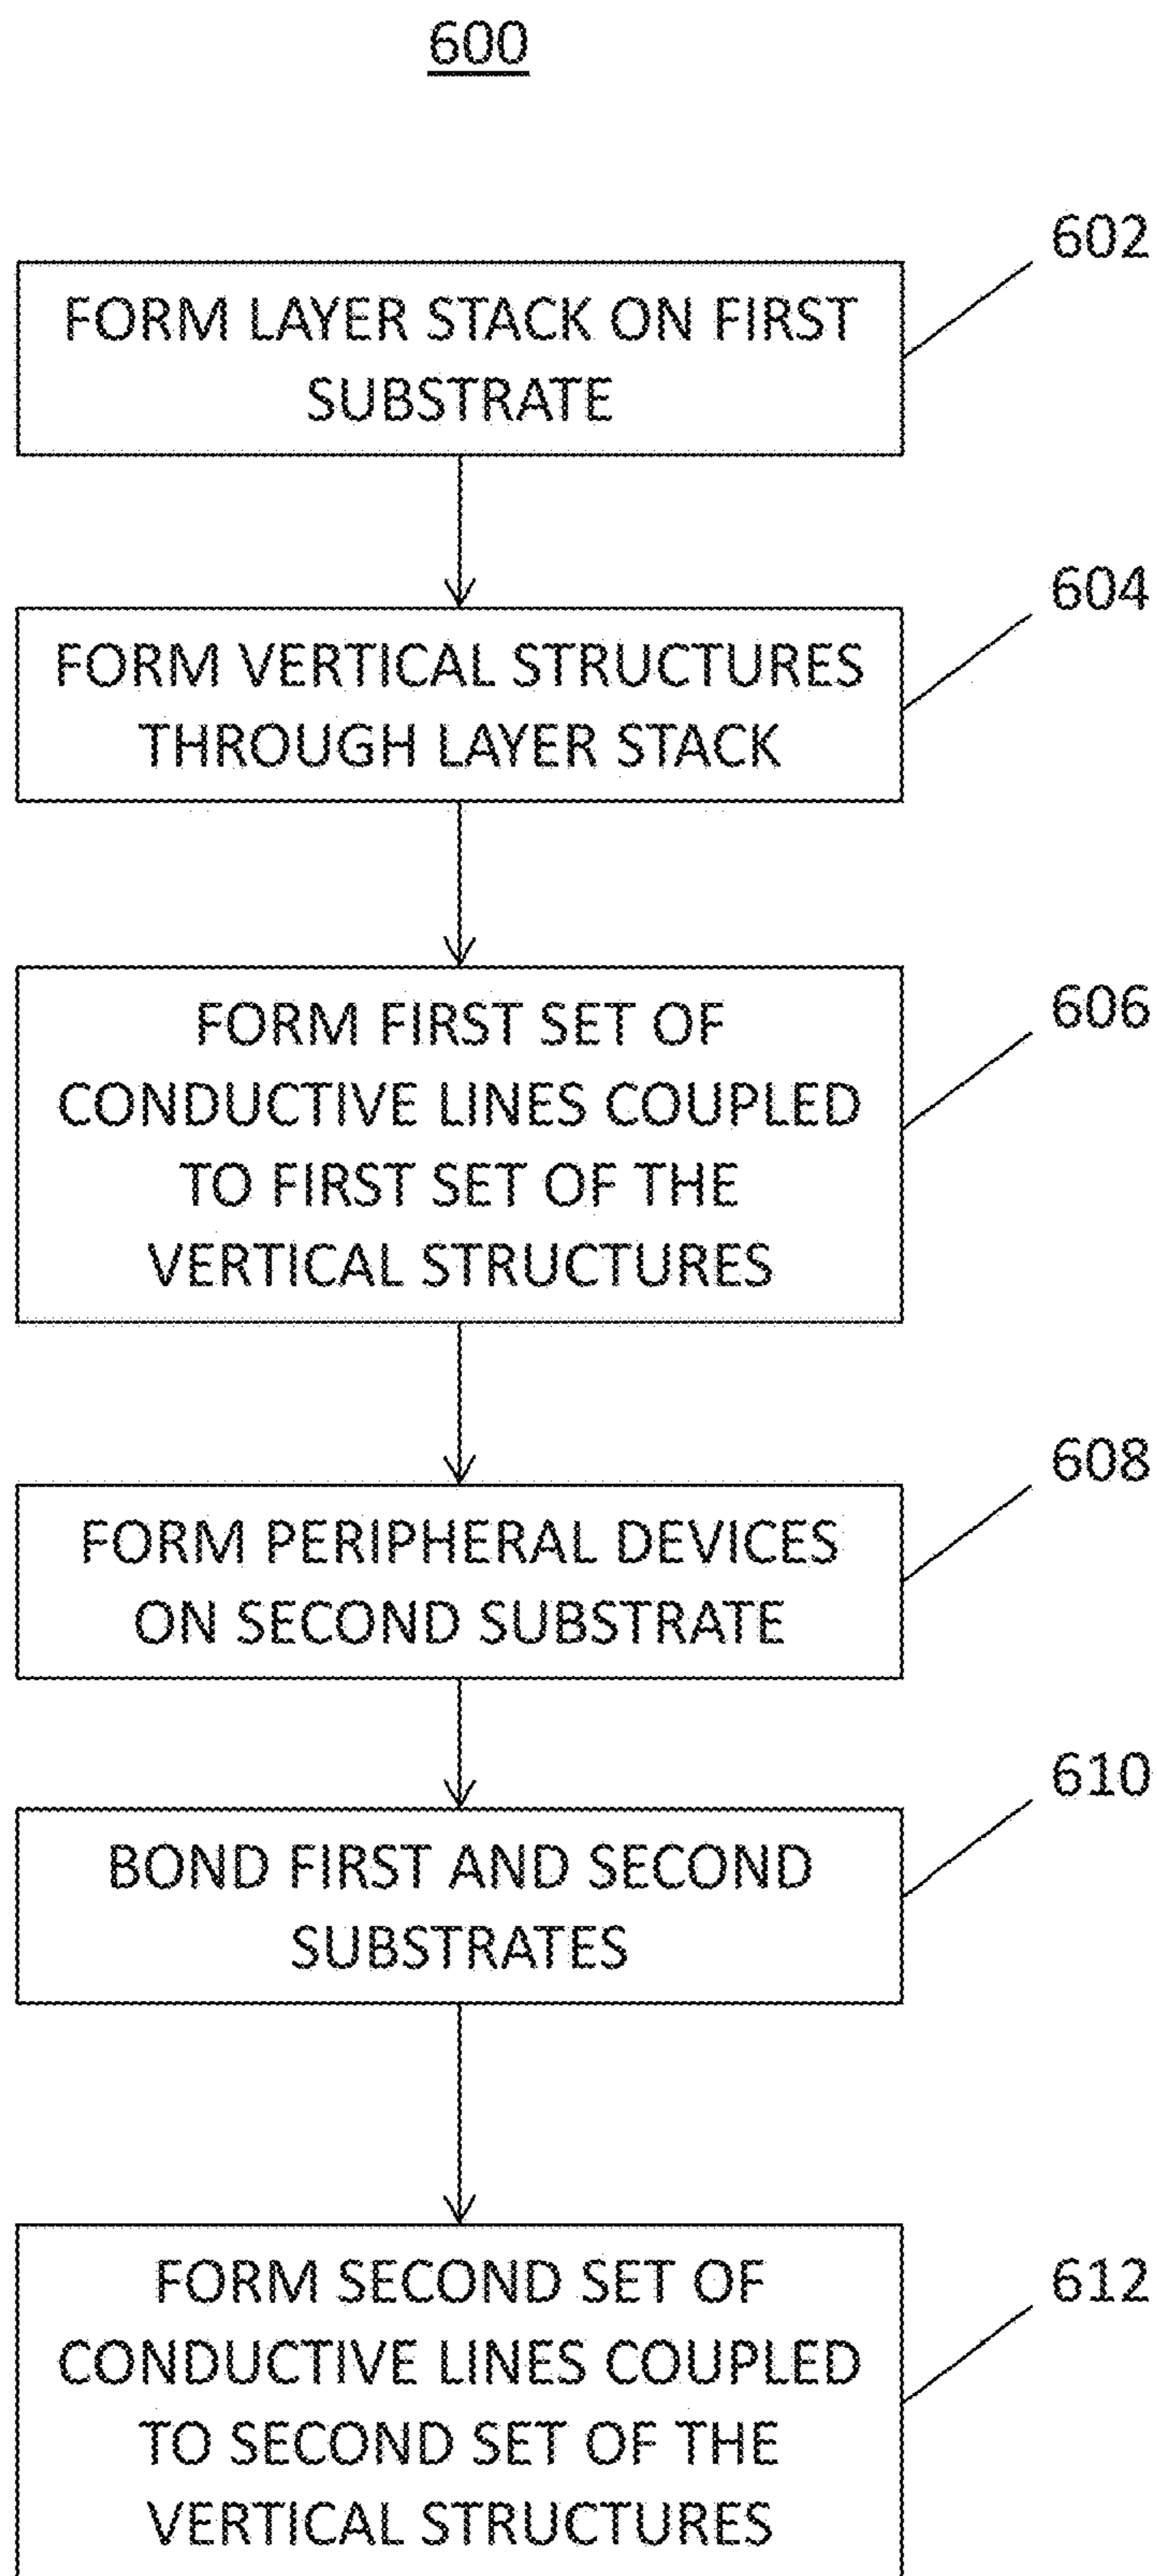 600
602
FORM LAYER STACK ON FIRST
SUBSTRATE
604
FORM VERTICAL STRUCTURES
THROUGH LAYER STACK
606
FORM FIRST SET OF
CONDUCTIVE LINES COUPLED
TO FIRST SET OF THE
VERTICAL STRUCTURES
608
FORM PERIPHERAL DEVICES
ON SECOND SUBSTRATE
610
BOND FIRST AND SECOND
SUBSTRATES
612
FORM SECOND SET OF
CONDUCTIVE LINES COUPLED
TO SECOND SET OF THE
VERTICAL STRUCTURES